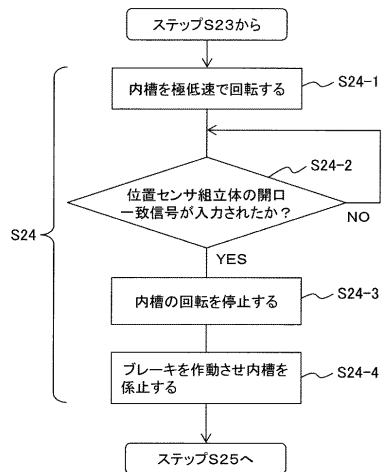 ステップS23から
内槽を極低速で回転する
S24-1
S24-2
位置センサ組立体の開口
一致信号が入力されたか？
NO
S24
YES
内槽の回転を停止する
S24-3
ブレーキを作動させ内槽を
係止する
S24-4
ステップS25へ